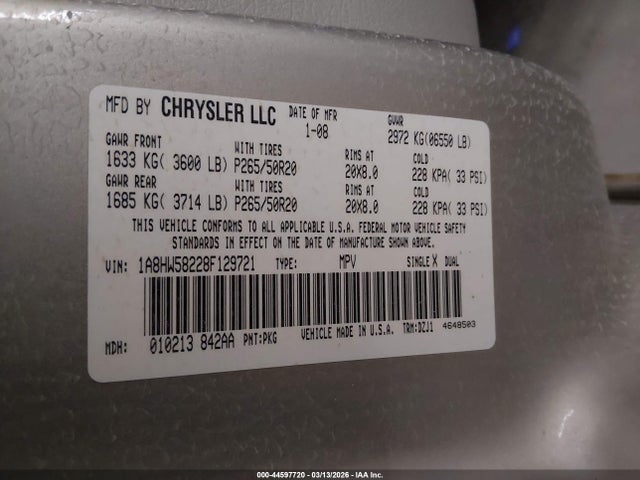 MFD BY CHRYSLER LLC DATE OF MFR GVWR
1-08 2972 KG(06550 LB)
GAWR FRONT WITH TIRES RIMS AT COLD
1633 KG( 3600 LB) P265/50R20 20X8.0 228 KPA( 33 PSI)
GAWR REAR WITH TIRES RIMS AT COLD
1685 KG( 3714 LB) P265/50R20 20X8.0 228 KPA( 33 PSI)
THIS VEHICLE CONFORMS TO ALL APPLICABLE U.S.A. FEDERAL MOTOR VEHICLE SAFETY
STANDARDS IN EFFECT ON THE DATE OF MANUFACTURE SHOWN ABOVE.
VIN: 1A8HW58228F129721 TYPE: MPV SINGLE X DUAL
MDH: 010213 842AA PNT:PKG VEHICLE MADE IN U.S.A. TRM:DZJ1 4648503
000-44597720 - 03/13/2026 - IAA Inc.